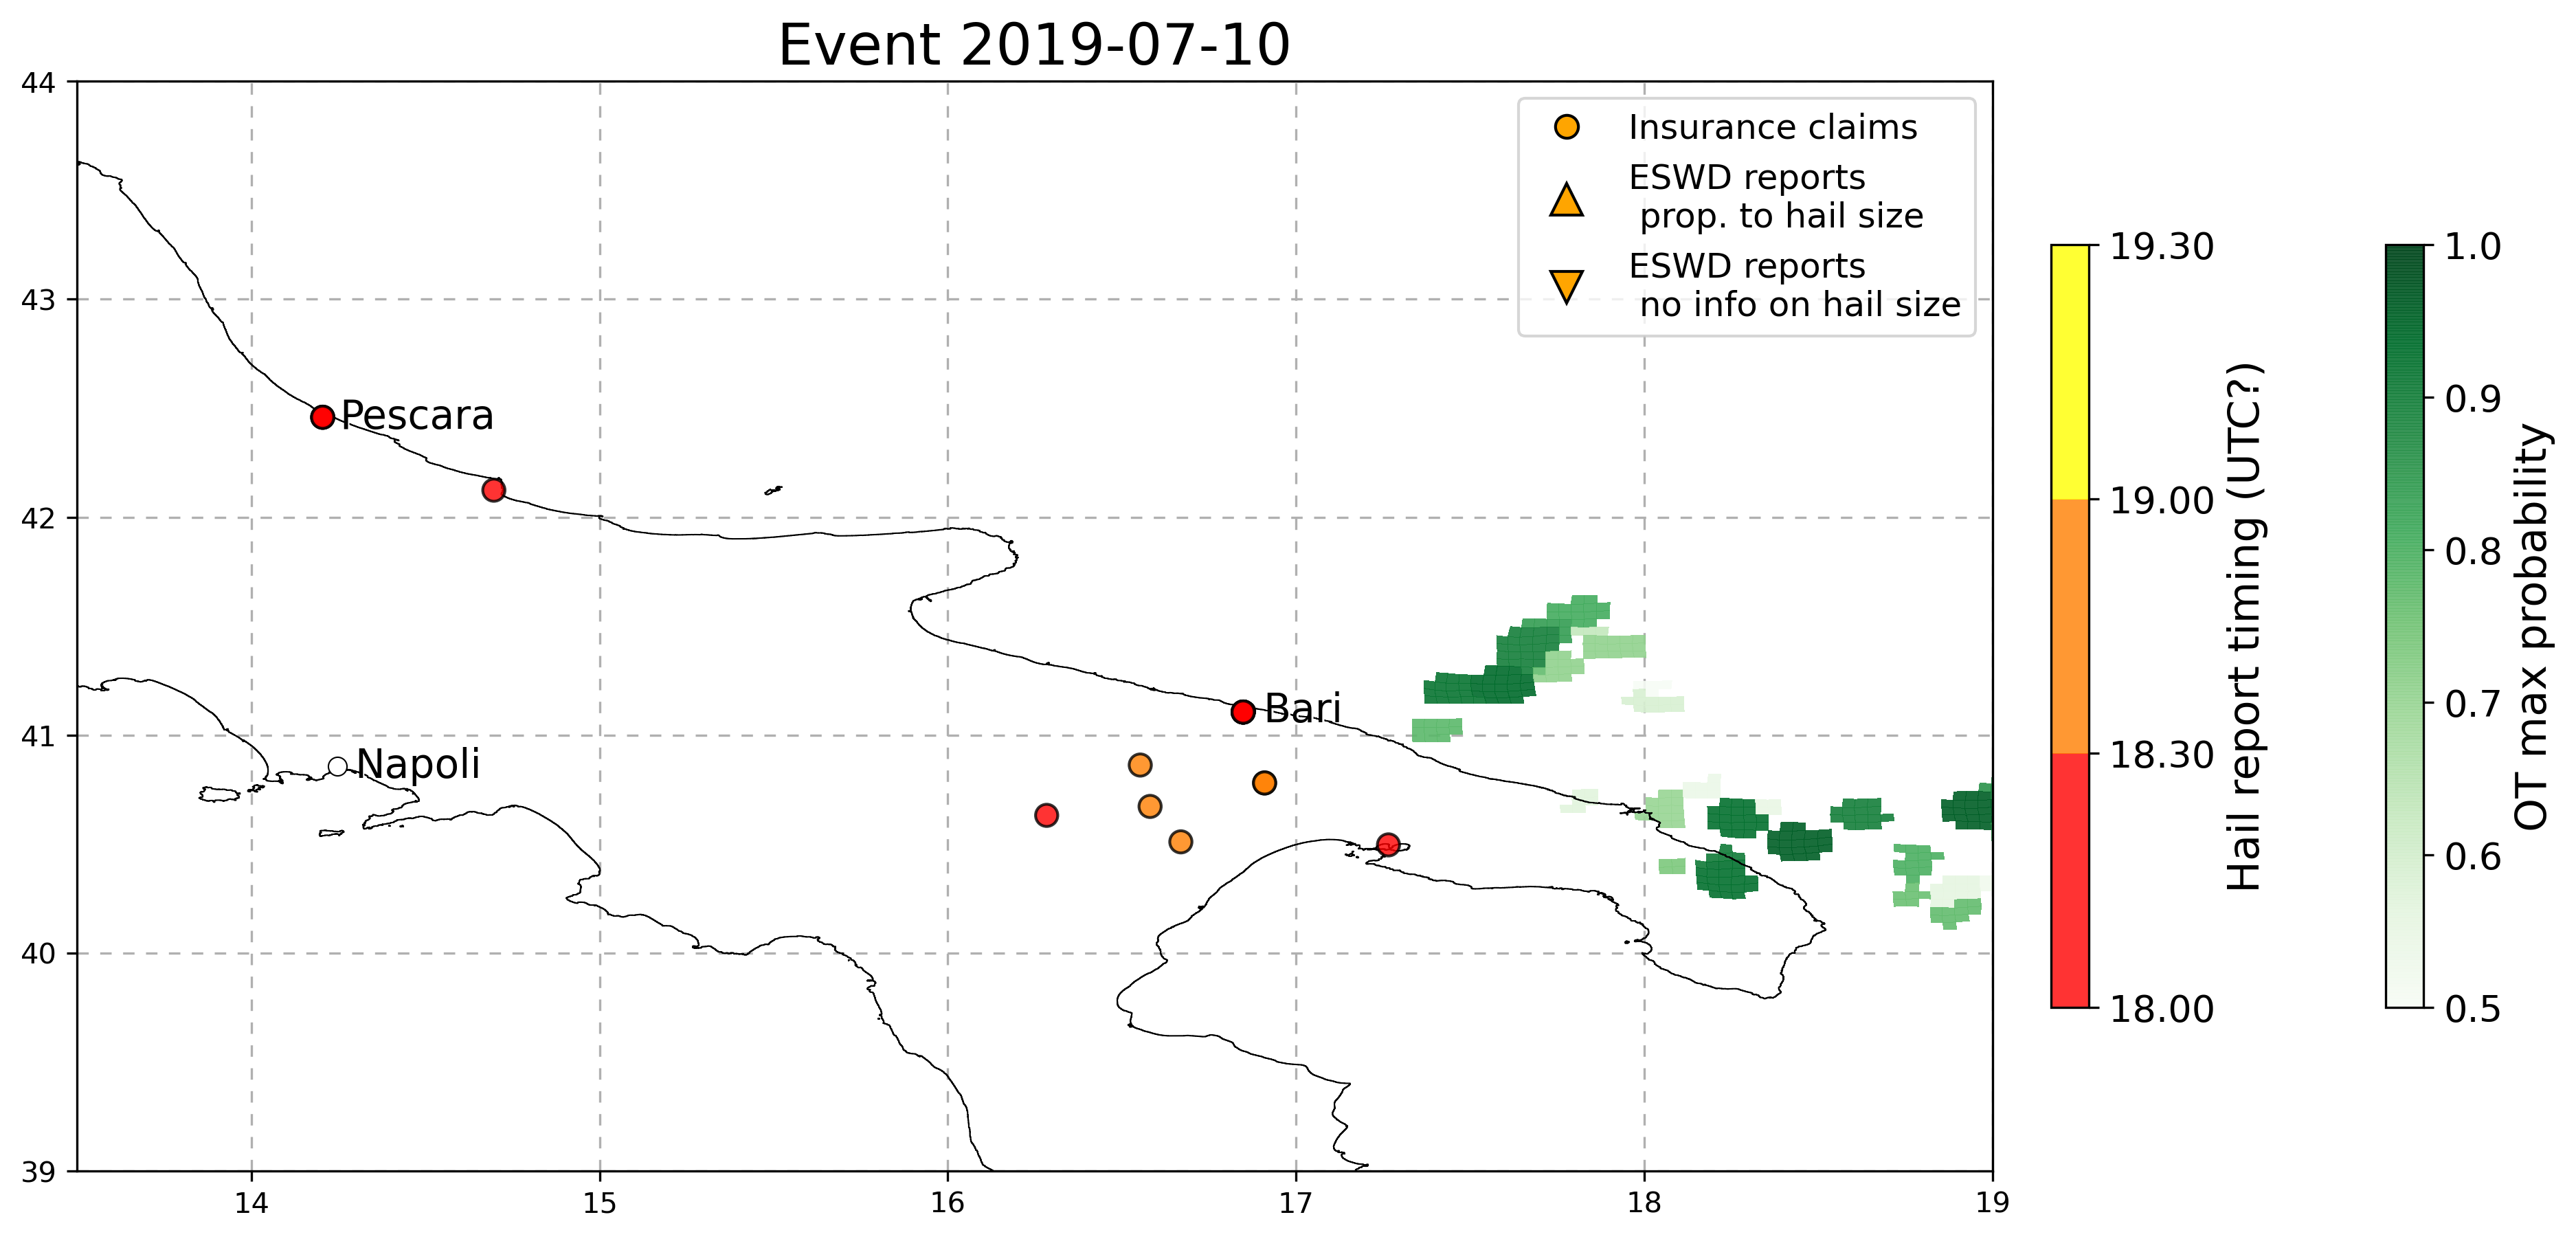 Event 2019-07-10
44
43
42
41
40
39
14
15
16
17
18
19
Insurance claims
ESWD reports
prop. to hail size
ESWD reports
no info on hail size
Pescara
Bari
Napoli
19.30
19.00
18.30
18.00
Hail report timing (UTC?)
1.0
0.9
0.8
0.7
0.6
0.5
OT max probability